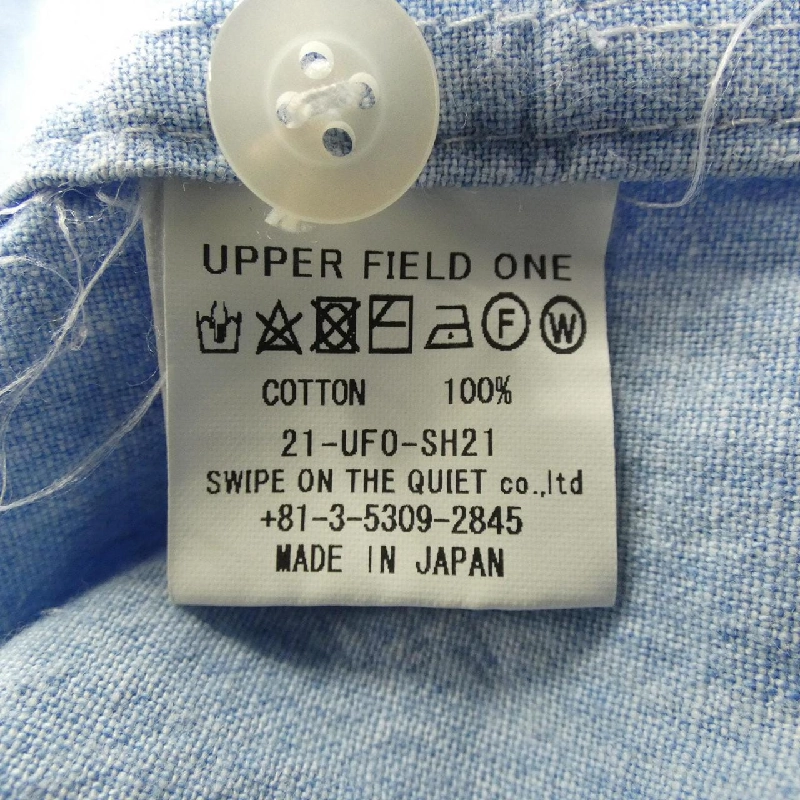 UPPER FIELD ONE
F W
COTTON 100%
21-UFO-SH21
SWIPE ON THE QUIET co.,ltd
+81-3-5309-2845
MADE IN JAPAN